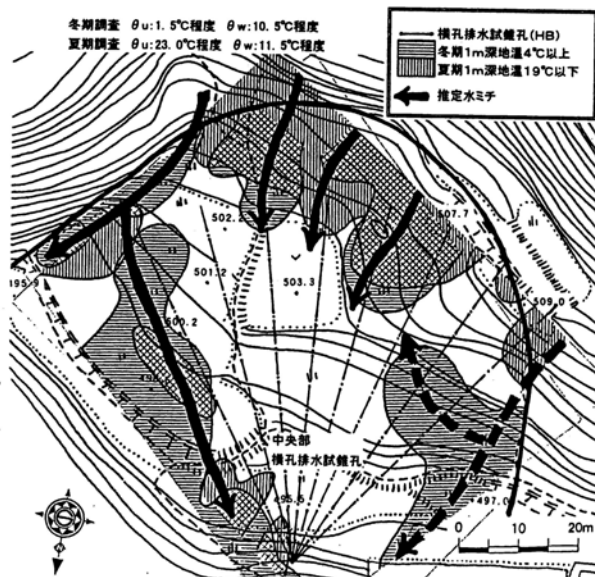 冬期調査 θu:1.5℃程度 θw:10.5℃程度
夏期調査 θu:23.0℃程度 θw:11.5℃程度
横孔排水試錐孔(HB)
冬期1m深地温4℃以上
夏期1m深地温19℃以下
推定水ミチ
507.7
502.
501.2
503.3
509.0
495.9
500.2
中央部
横孔排水試錐孔
495.5
497.0
0 10 20m